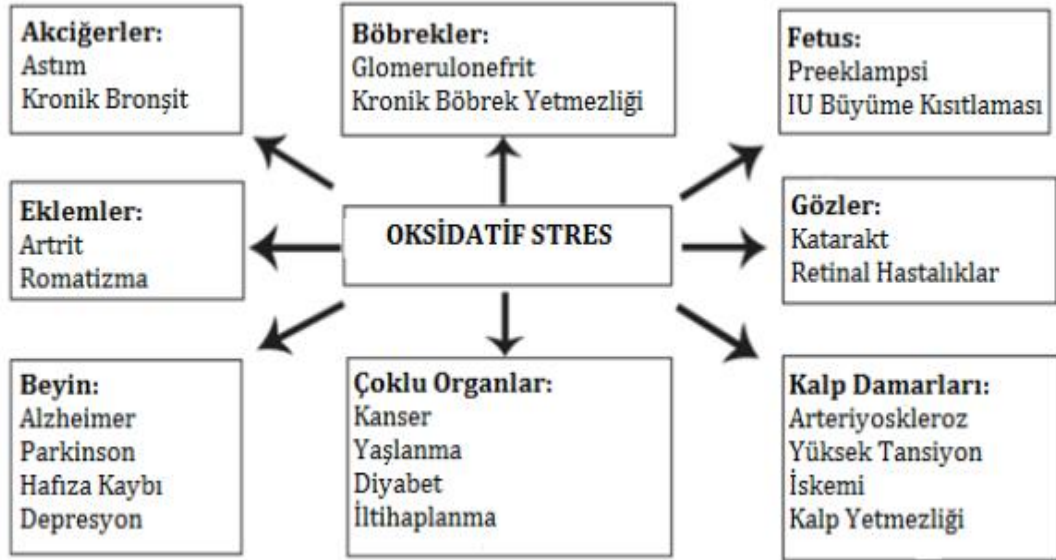 Akciğerler:
Astım
Kronik Bronşit
Böbrekler:
Glomerulonefrit
Kronik Böbrek Yetmezliği
Fetus:
Preeklampsi
IU Büyüme Kısıtlaması
Eklemler:
Artrit
Romatizma
OKSİDATİF STRES
Gözler:
Katarakt
Retinal Hastalıklar
Beyin:
Alzheimer
Parkinson
Hafıza Kaybı
Depresyon
Çoklu Organlar:
Kanser
Yaşlanma
Diyabet
İltihaplanma
Kalp Damarları:
Arteriyoskleroz
Yüksek Tansiyon
İskemi
Kalp Yetmezliği